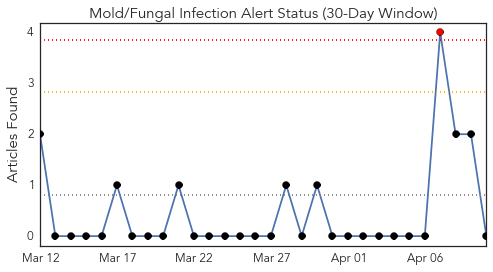 Mold/Fungal Infection Alert Status (30-Day Window)
Articles Found
4
3
2
1
0
Mar 12 Mar 17 Mar 22 Mar 27 Apr 01 Apr 06